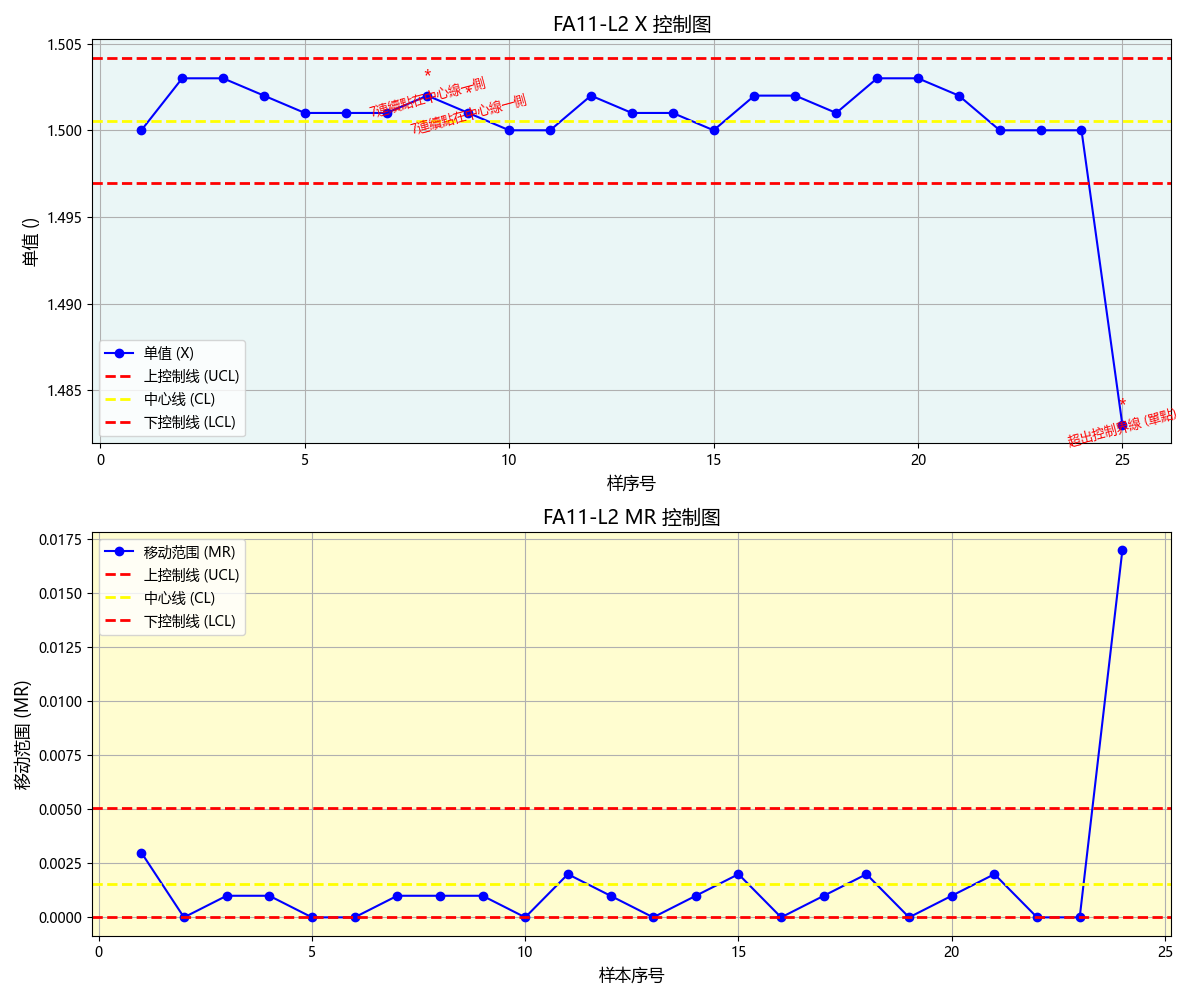 FA11-L2 X 控制图
1.505
1.500
1.495
1.490
1.485
单值 ()
*
7連續點在中心線一側
*
7連續點在中心線一側
*
超出控制界線 (單點)
单值 (X)
上控制线 (UCL)
中心线 (CL)
下控制线 (LCL)
0
5
10
15
20
25
样序号
FA11-L2 MR 控制图
0.0175
0.0150
0.0125
0.0100
0.0075
0.0050
0.0025
0.0000
移动范围 (MR)
移动范围 (MR)
上控制线 (UCL)
中心线 (CL)
下控制线 (LCL)
0
5
10
15
20
25
样本序号